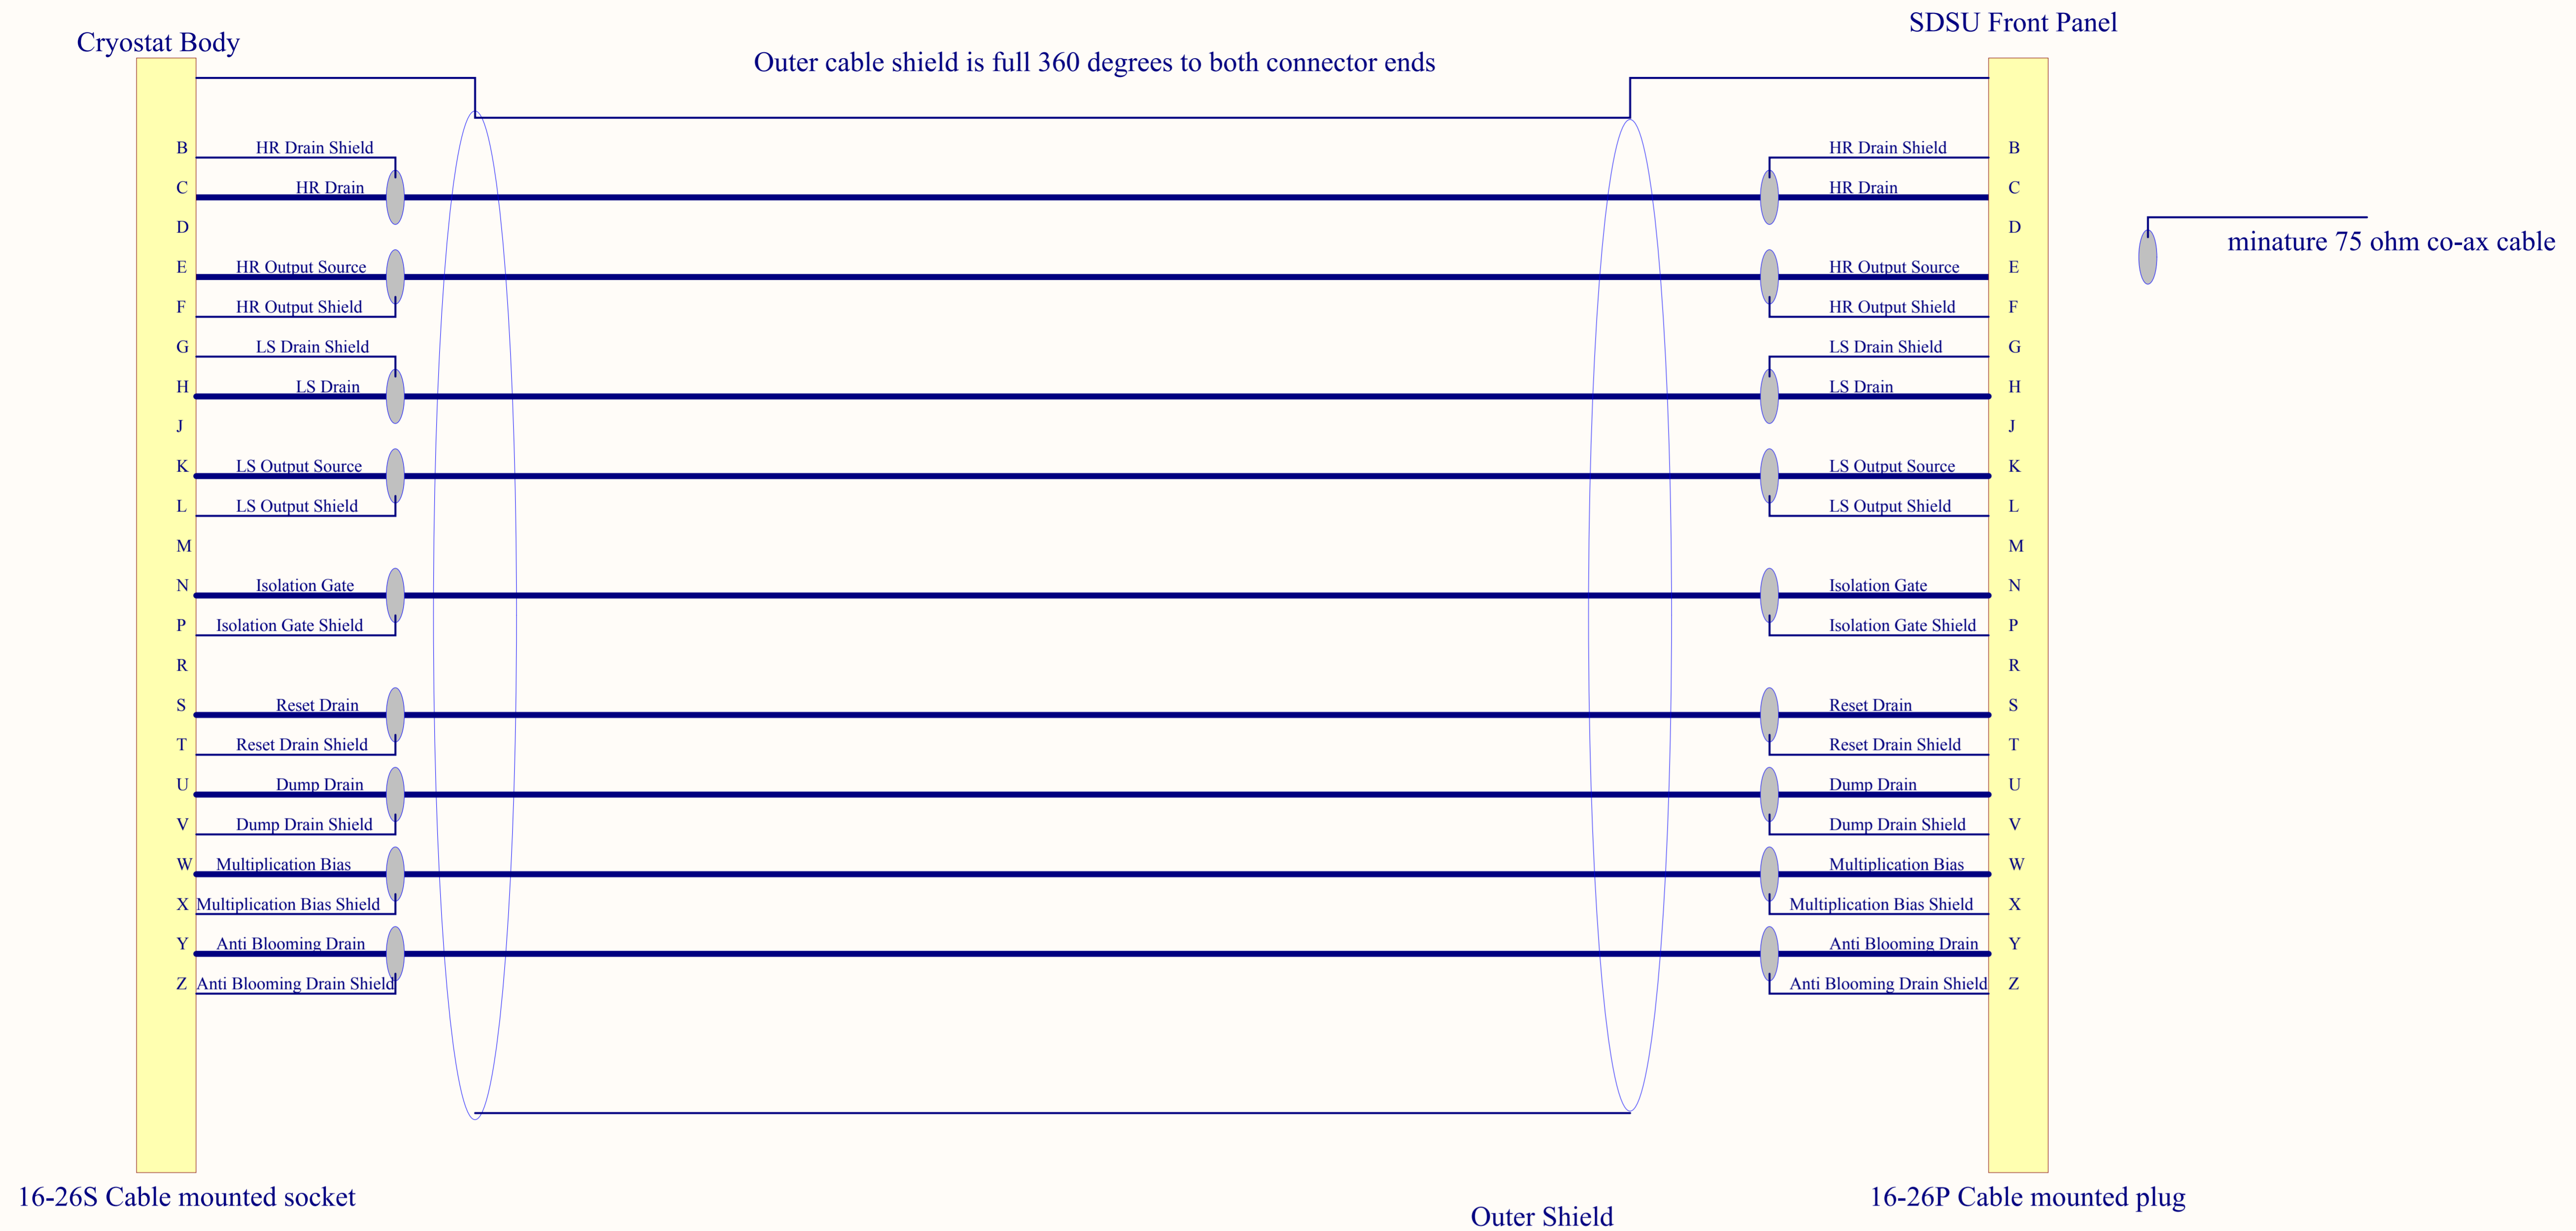 SDSU Front Panel
Cryostat Body
Outer cable shield is full 360 degrees to both connector ends
B HR Drain Shield HR Drain Shield B
C HR Drain HR Drain C
D D
minature 75 ohm co-ax cable
E HR Output Source HR Output Source E
F HR Output Shield HR Output Shield F
G LS Drain Shield LS Drain Shield G
H LS Drain LS Drain H
J J
K LS Output Source LS Output Source K
L LS Output Shield LS Output Shield L
M M
N Isolation Gate Isolation Gate N
P Isolation Gate Shield Isolation Gate Shield P
R R
S Reset Drain Reset Drain S
T Reset Drain Shield Reset Drain Shield T
U Dump Drain Dump Drain U
V Dump Drain Shield Dump Drain Shield V
W Multiplication Bias Multiplication Bias W
X Multiplication Bias Shield Multiplication Bias Shield X
Y Anti Blooming Drain Anti Blooming Drain Y
Z Anti Blooming Drain Shield Anti Blooming Drain Shield Z
16-26S Cable mounted socket 16-26P Cable mounted plug
Outer Shield